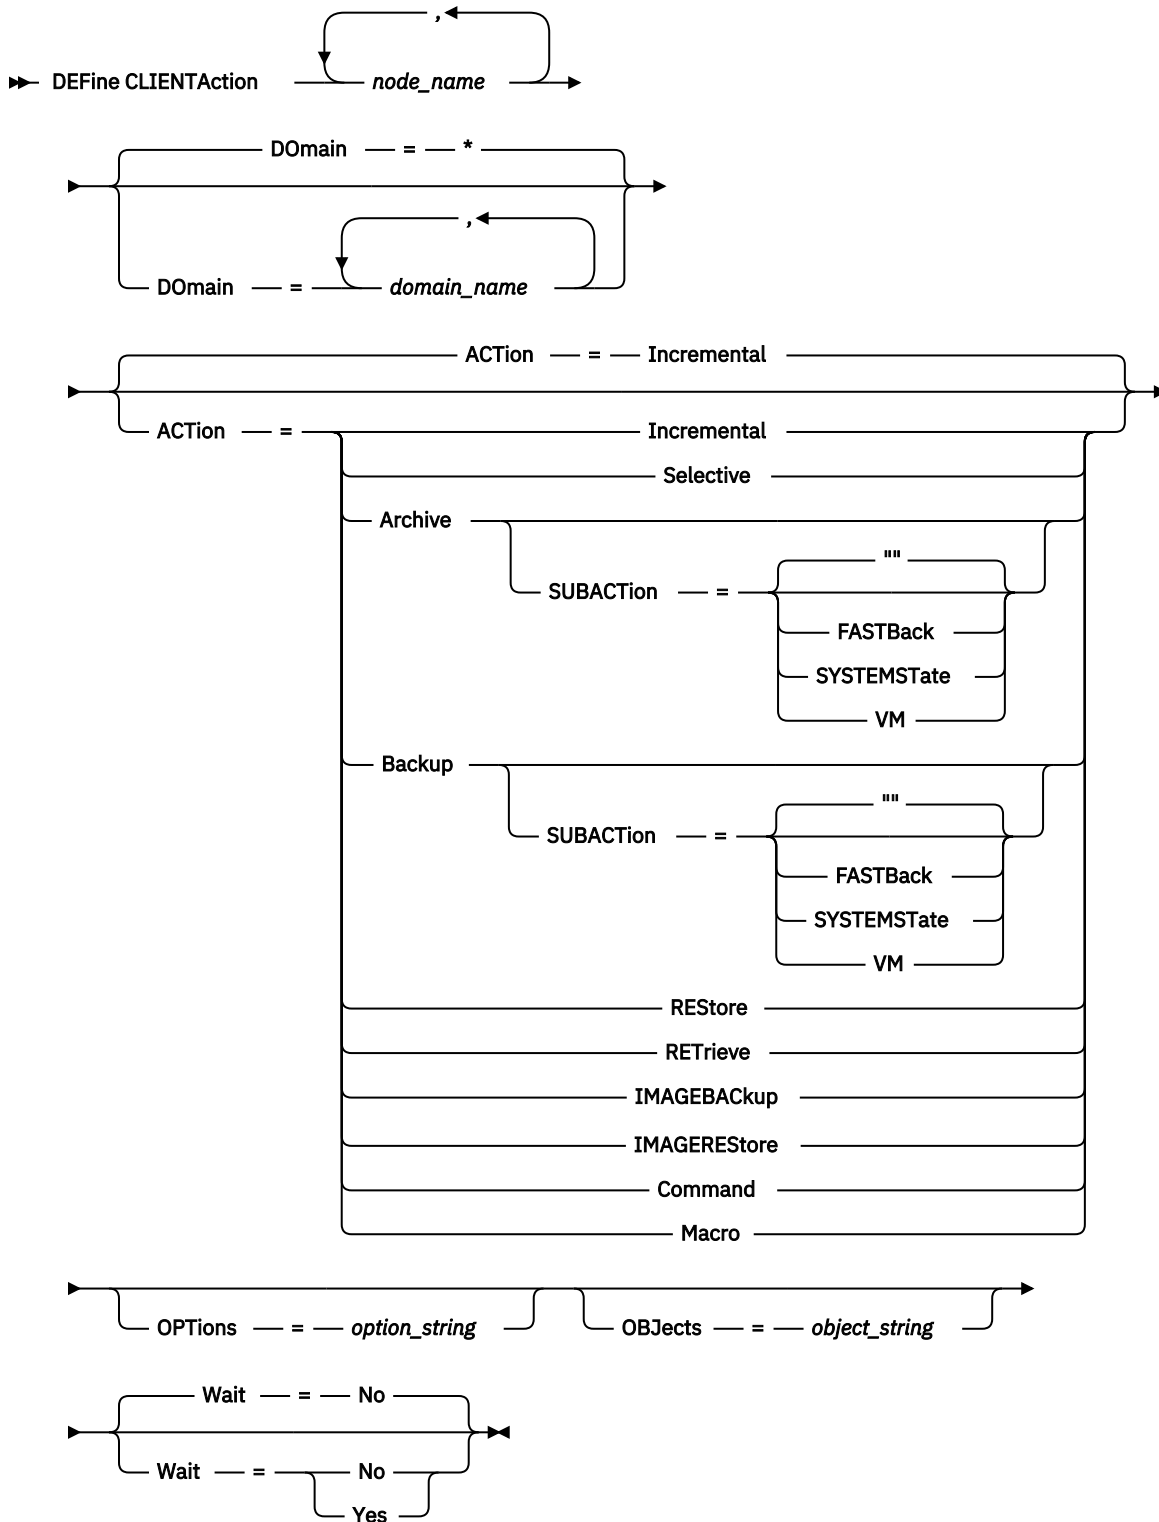 ,
DEFine CLIENTAction node_name
DOmain = *
,
DOmain = domain_name
ACTion = Incremental
ACTion = Incremental
Selective
Archive
""
SUBACTion =
FASTBack
SYSTEMSTate
VM
Backup
""
SUBACTion =
FASTBack
SYSTEMSTate
VM
REStore
RETrieve
IMAGEBACkup
IMAGEREStore
Command
Macro
OPTions = option_string OBJects = object_string
Wait = No
Wait = No
Yes